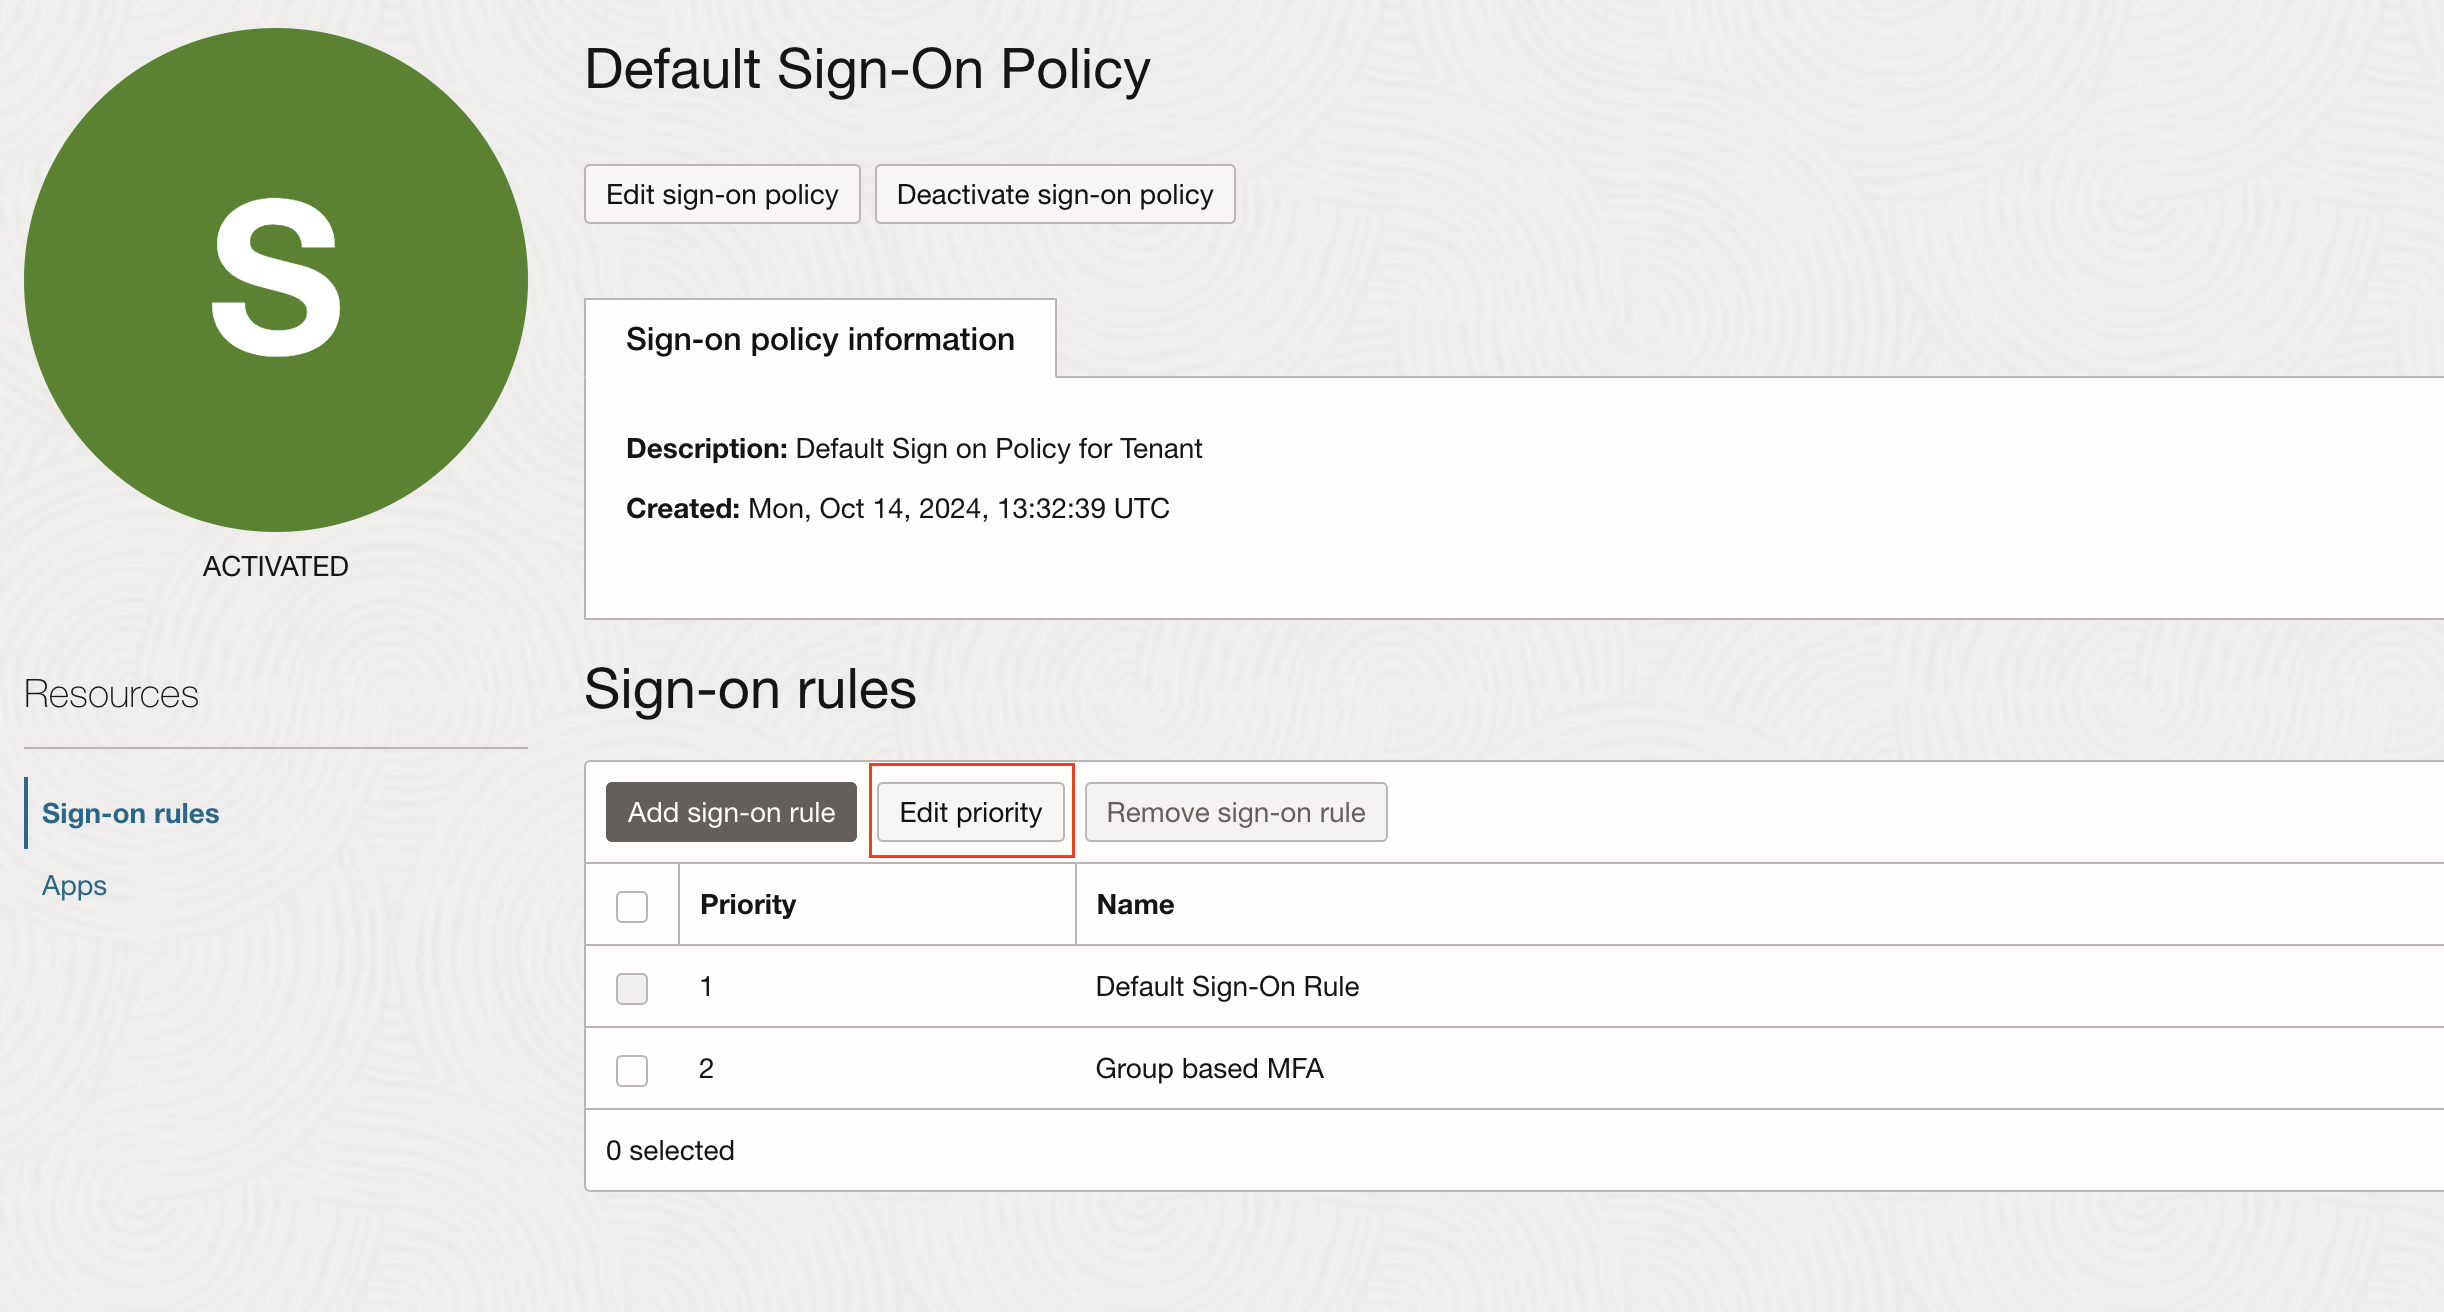 S
ACTIVATED
Resources
Sign-on rules
Apps
Default Sign-On Policy
Edit sign-on policy Deactivate sign-on policy
Sign-on policy information
Description: Default Sign on Policy for Tenant
Created: Mon, Oct 14, 2024, 13:32:39 UTC
Sign-on rules
Add sign-on rule Edit priority Remove sign-on rule
Priority Name
1 Default Sign-On Rule
2 Group based MFA
0 selected